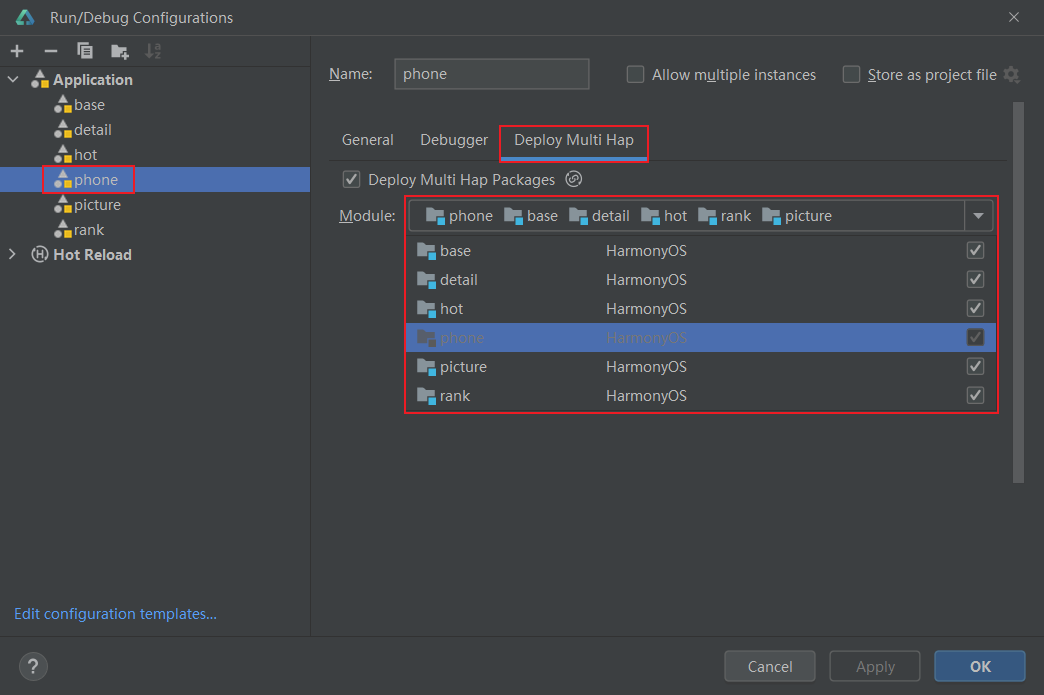 Run/Debug Configurations
Application
base
detail
hot
phone
picture
rank
Hot Reload
Edit configuration templates...
Name: phone Allow multiple instances Store as project file
General Debugger Deploy Multi Hap
Deploy Multi Hap Packages
Module: phone base detail hot rank picture
base HarmonyOS
detail HarmonyOS
hot HarmonyOS
phone HarmonyOS
picture HarmonyOS
rank HarmonyOS
? Cancel Apply OK